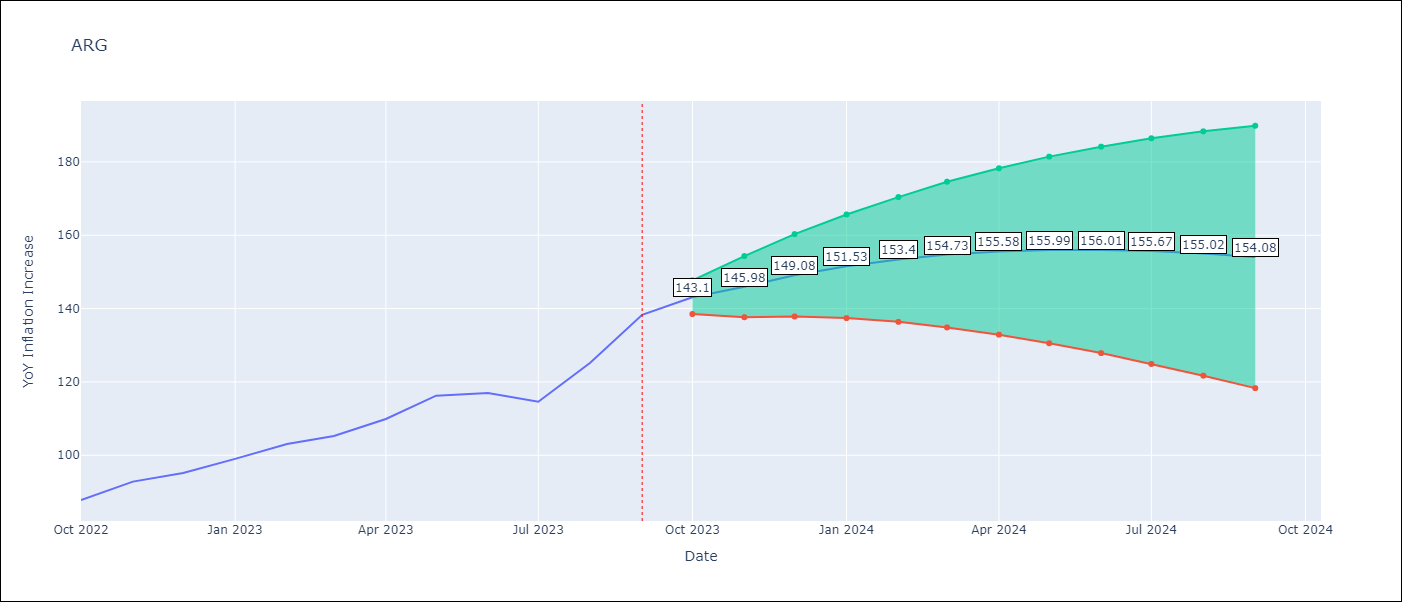 ARG
YoY Inflation Increase
180
160
140
120
100
143.1
145.98
149.08
151.53
153.4
154.73
155.58
155.99
156.01
155.67
155.02
154.08
Oct 2022
Jan 2023
Apr 2023
Jul 2023
Oct 2023
Jan 2024
Apr 2024
Jul 2024
Oct 2024
Date